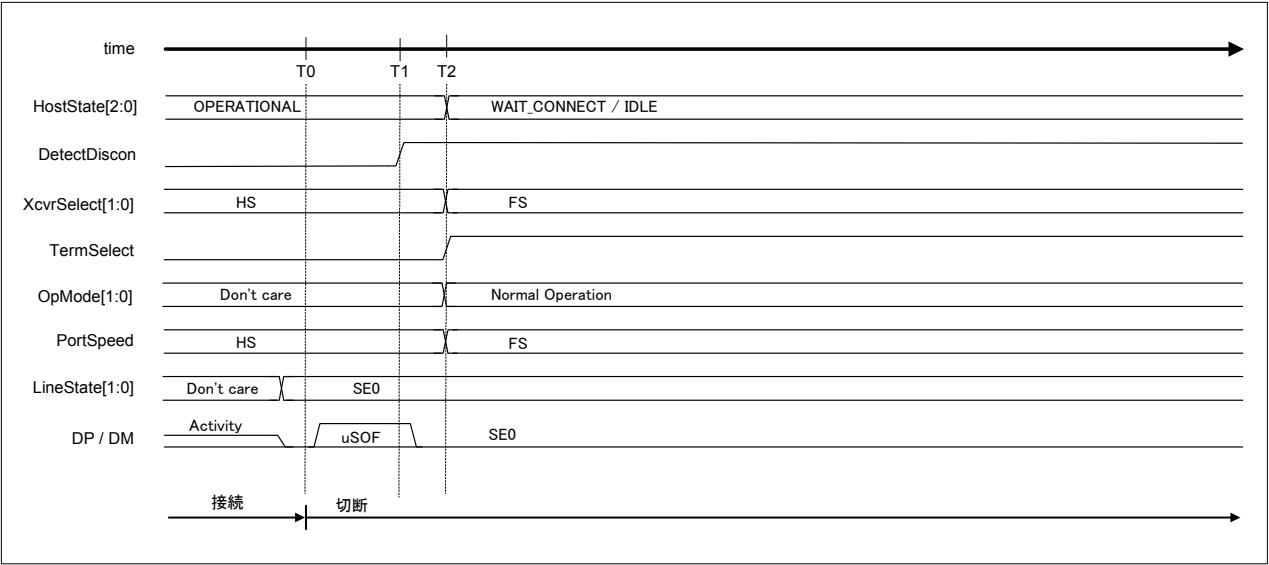 time
T0 T1 T2
HostState[2:0] OPERATIONAL WAIT_CONNECT / IDLE
DetectDiscon
XcvrSelect[1:0] HS FS
TermSelect
OpMode[1:0] Don't care Normal Operation
PortSpeed HS FS
LineState[1:0] Don't care SE0
DP / DM Activity uSOF SE0
接続 切断